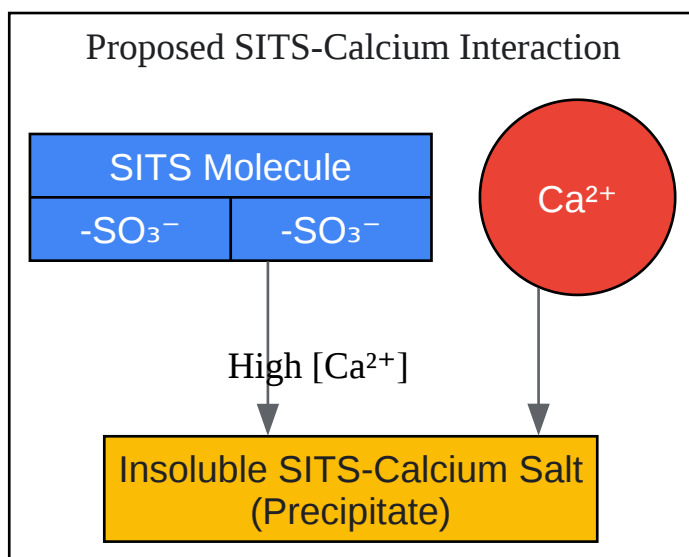 Proposed SITS-Calcium Interaction
SITS Molecule
-SO₃⁻ -SO₃⁻
Ca²⁺
High [Ca²⁺]
Insoluble SITS-Calcium Salt
(Precipitate)